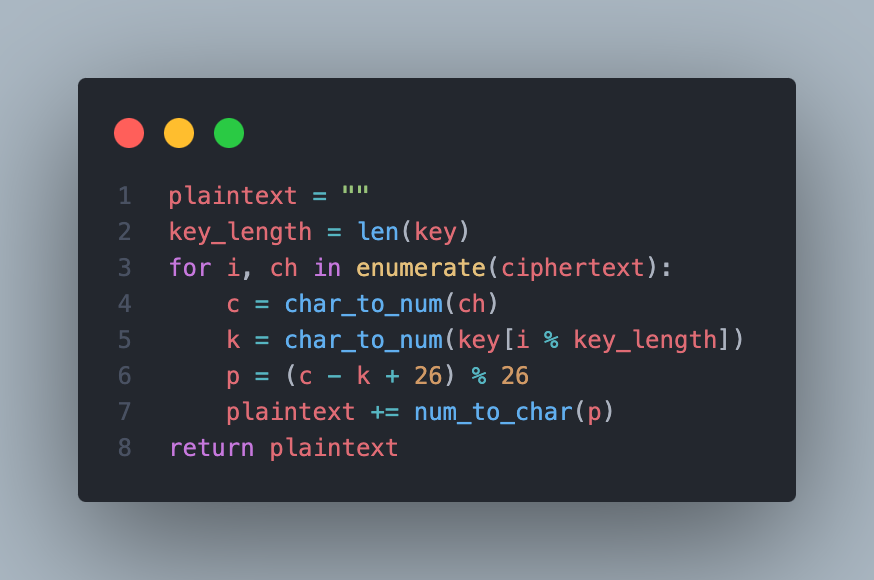 1 plaintext = ""
2 key_length = len(key)
3 for i, ch in enumerate(ciphertext):
4     c = char_to_num(ch)
5     k = char_to_num(key[i % key_length])
6     p = (c - k + 26) % 26
7     plaintext += num_to_char(p)
8 return plaintext